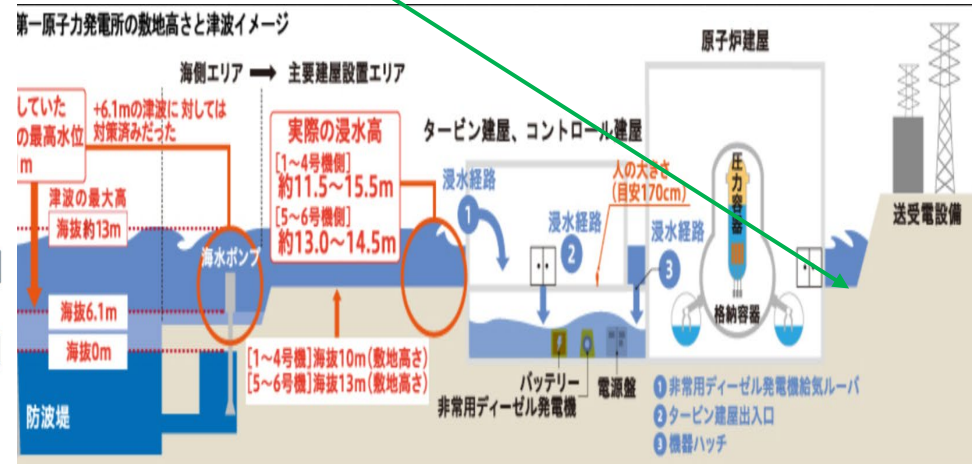 第一原子力発電所の敷地高さと津波イメージ
海側エリア
主要建屋設置エリア
していた
の最高水位
m
+6.1mの津波に対しては
対策済みだった
津波の最大高
海抜約13m
海水ポンプ
海抜6.1m
海抜0m
防波堤
実際の浸水高
[1～4号機側]
約11.5～15.5m
[5～6号機側]
約13.0～14.5m
[1～4号機]海抜10m(敷地高さ)
[5～6号機]海抜13m(敷地高さ)
タービン建屋、コントロール建屋
浸水経路
1
浸水経路
2
人の大きさ
(目安170cm)
浸水経路
3
バッテリー
非常用ディーゼル発電機
電源盤
原子炉建屋
圧力容器
格納容器
送受電設備
1 非常用ディーゼル発電機給気ルーバ
2 タービン建屋出入口
3 機器ハッチ